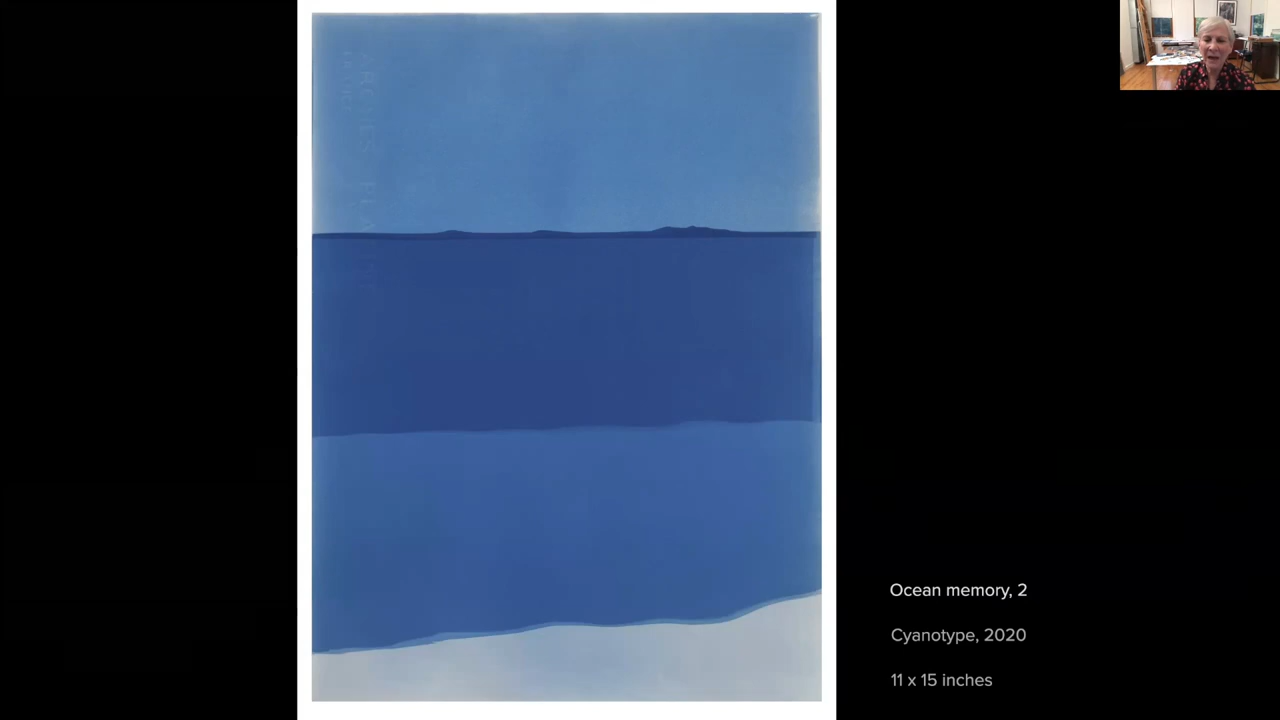 Ocean memory, 2
Cyanotype, 2020
11 x 15 inches